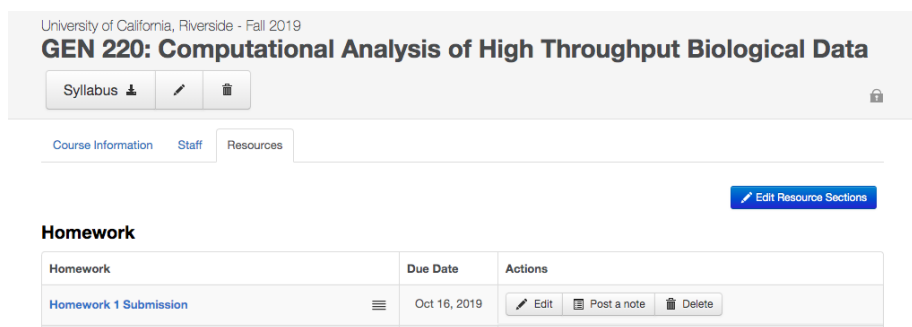 University of California, Riverside - Fall 2019
GEN 220: Computational Analysis of High Throughput Biological Data
Syllabus
Course Information Staff Resources
Edit Resource Sections
Homework
Homework Due Date Actions
Homework 1 Submission Oct 16, 2019 Edit Post a note Delete